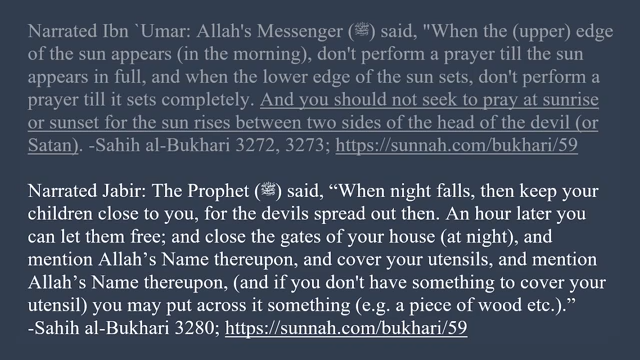 Narrated Ibn `Umar: Allah's Messenger (ﷺ) said, "When the (upper) edge
of the sun appears (in the morning), don't perform a prayer till the sun
appears in full, and when the lower edge of the sun sets, don't perform a
prayer till it sets completely. And you should not seek to pray at sunrise
or sunset for the sun rises between two sides of the head of the devil (or
Satan). -Sahih al-Bukhari 3272, 3273; https://sunnah.com/bukhari/59
Narrated Jabir: The Prophet (ﷺ) said, “When night falls, then keep your
children close to you, for the devils spread out then. An hour later you
can let them free; and close the gates of your house (at night), and
mention Allah’s Name thereupon, and cover your utensils, and mention
Allah’s Name thereupon, (and if you don't have something to cover your
utensil) you may put across it something (e.g. a piece of wood etc.).”
-Sahih al-Bukhari 3280; https://sunnah.com/bukhari/59